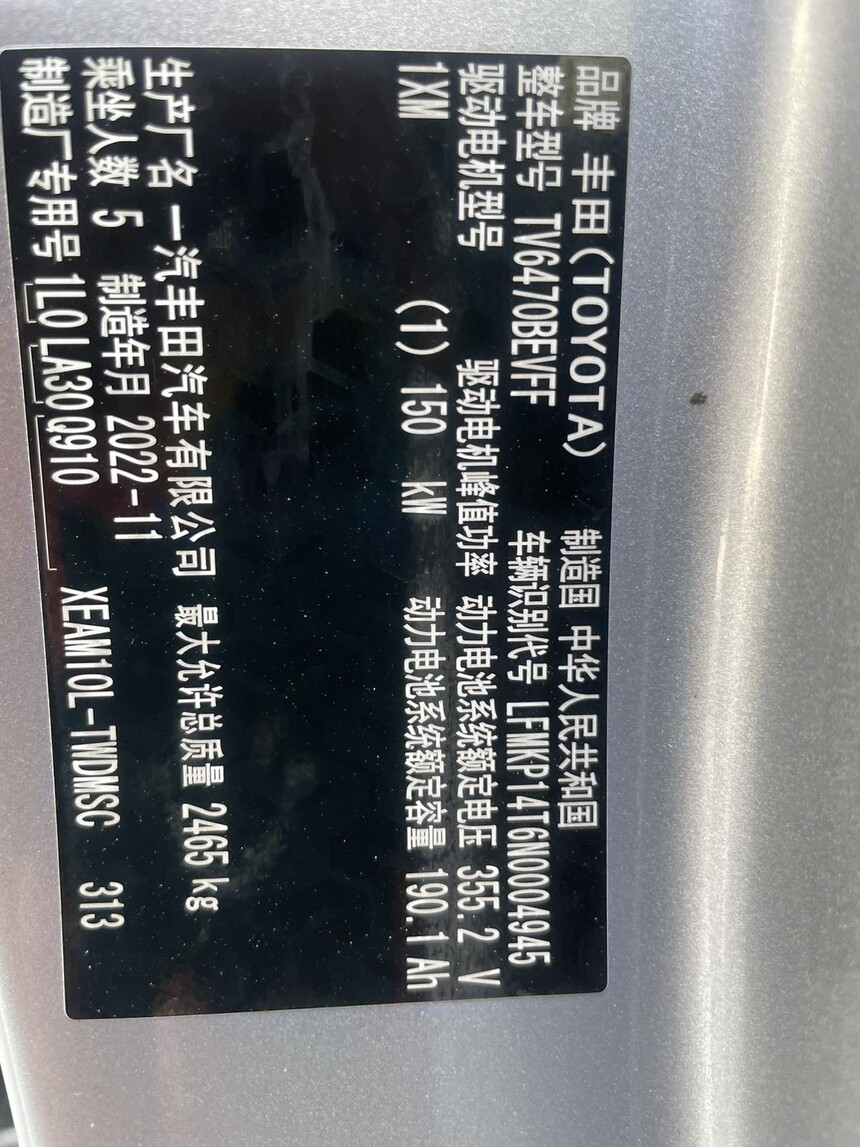 品牌 丰田(TOYOTA) 制造国 中华人民共和国
整车型号 TV6470BEVFF 车辆识别代号 LFMKP14T6N0004945
驱动电机型号 驱动电机峰值功率 动力电池系统额定电压 355.2 V
1XM (1) 150 kW 动力电池系统额定容量 190.1 Ah
生产厂名 一汽丰田汽车有限公司 最大允许总质量 2465 kg
乘坐人数 5 制造年月 2022-11
制造厂专用号 1L0 LA30 Q910 XEAM10L-TWDMSC 313